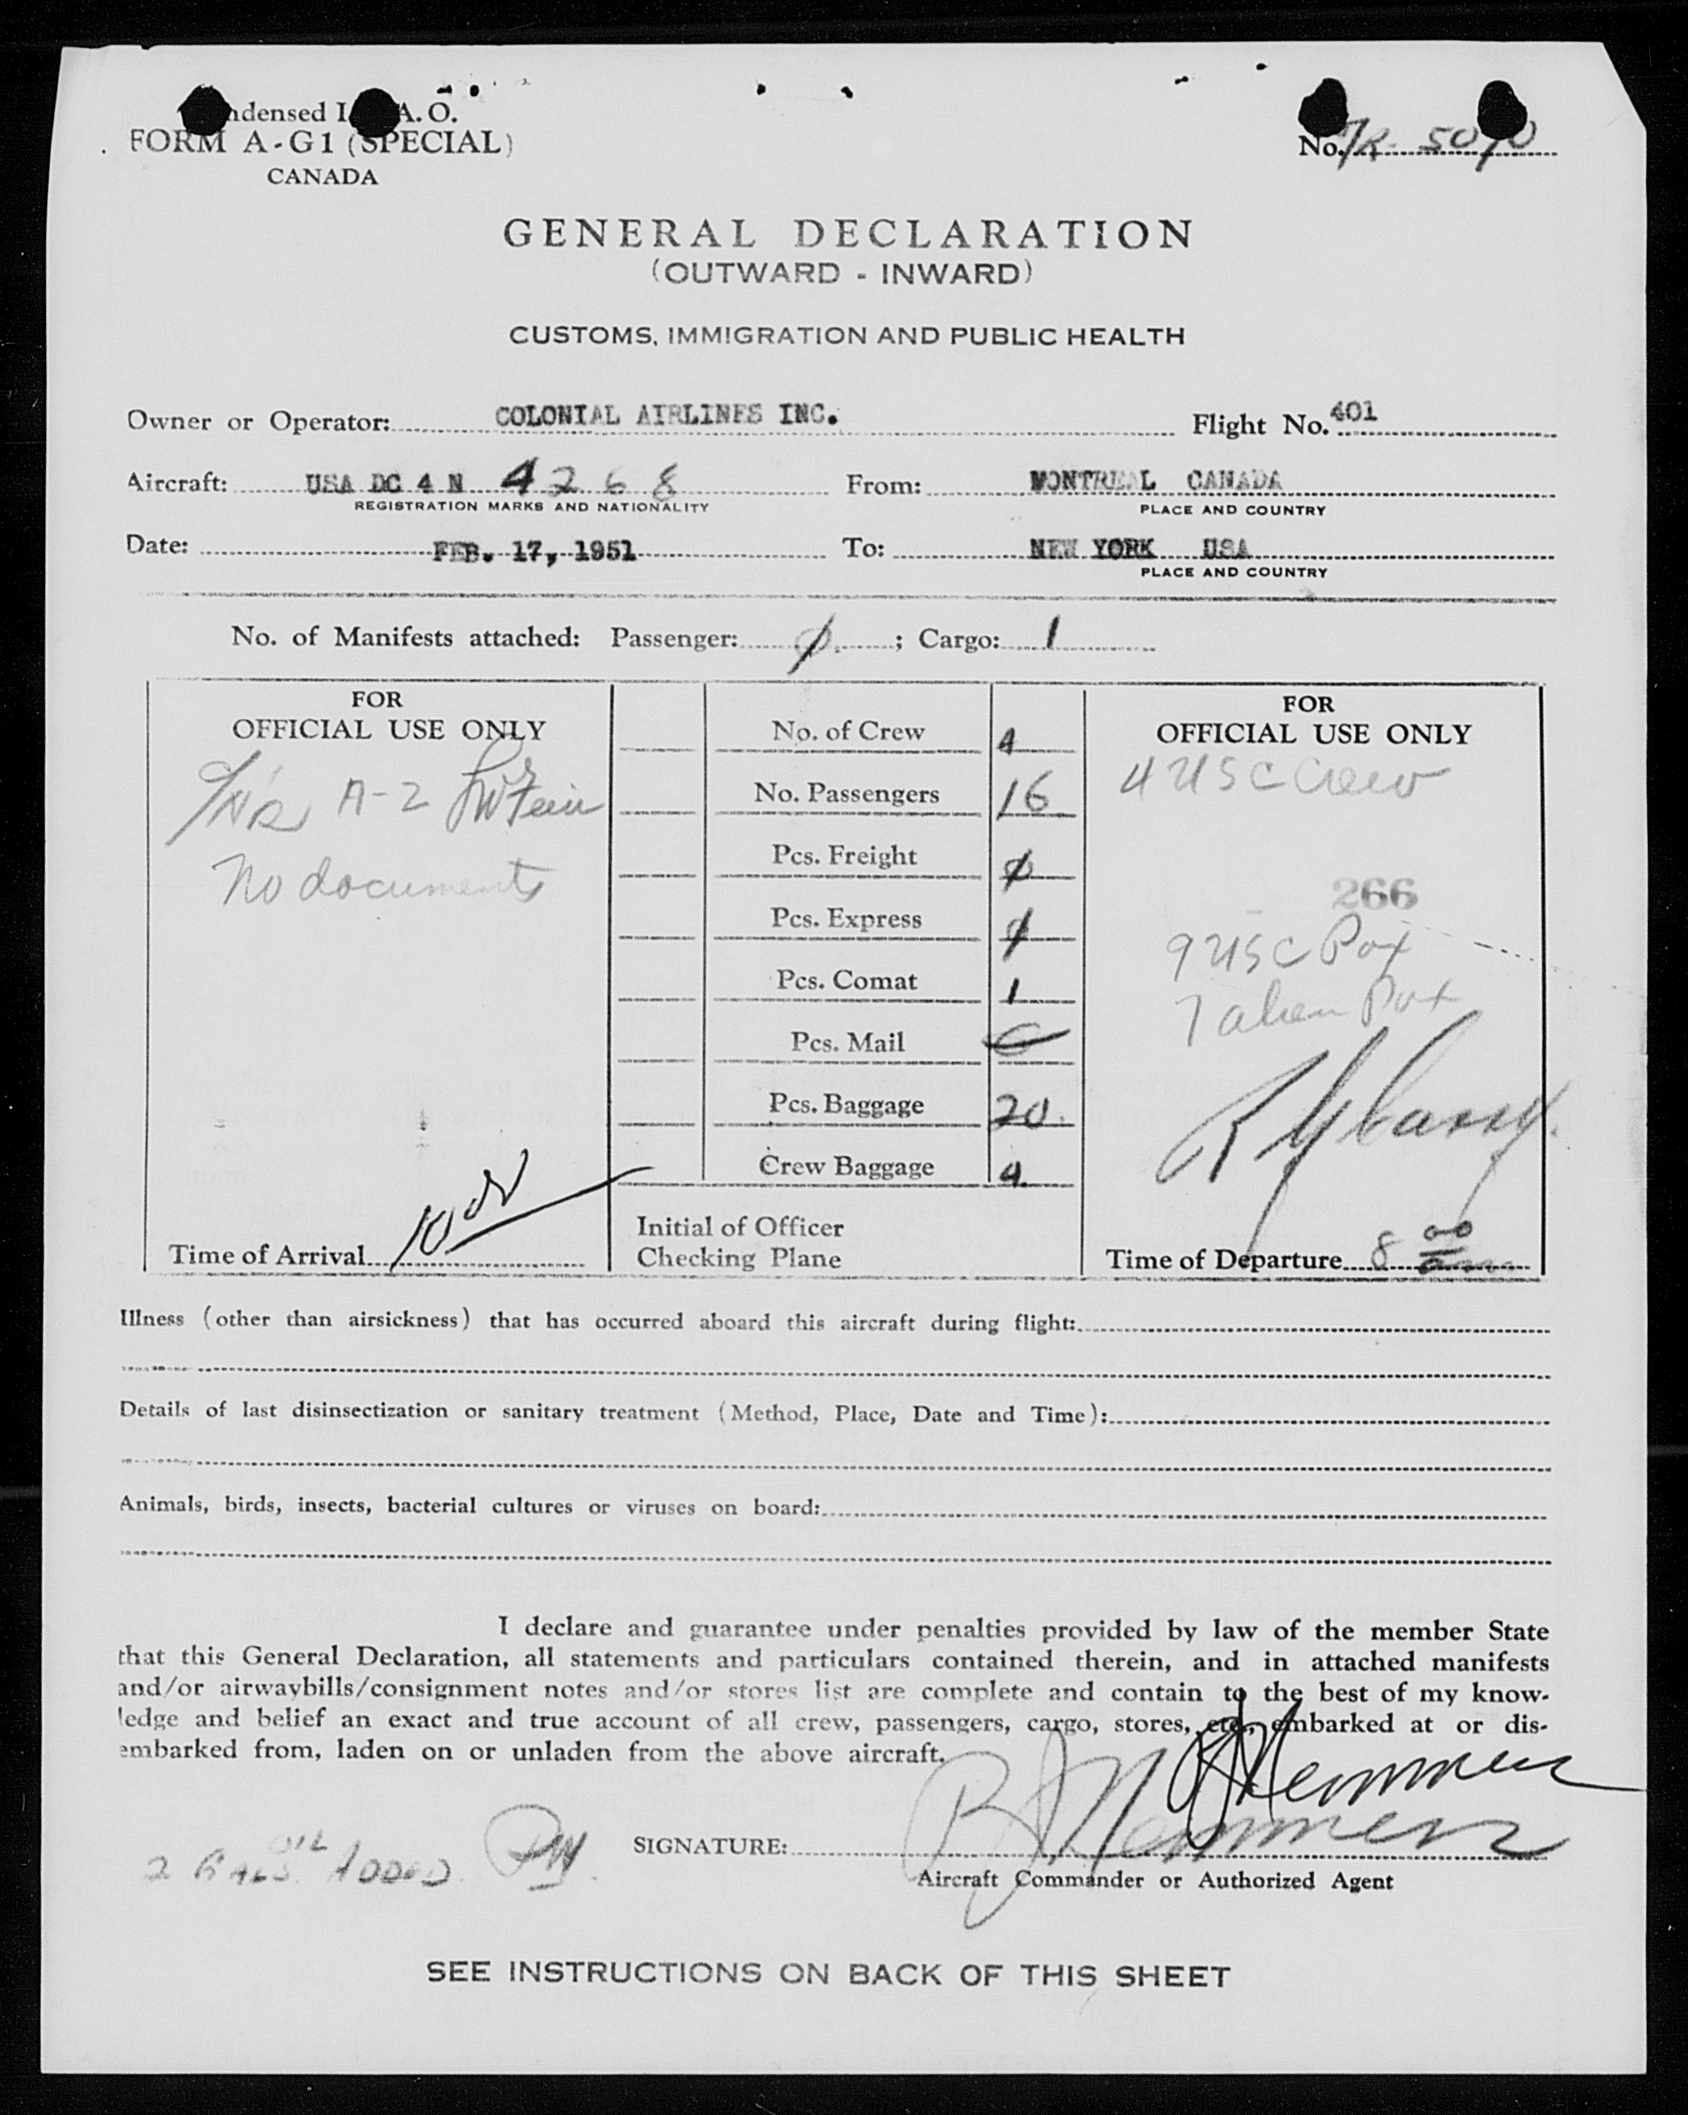 ndensed I. A. O.
FORM A-G1 (SPECIAL)
CANADA
No. 50
GENERAL DECLARATION
(OUTWARD - INWARD)
CUSTOMS, IMMIGRATION AND PUBLIC HEALTH
Owner or Operator: COLONIAL AIRLINES INC. Flight No. 401
Aircraft: USA DC 4 N 4268 From: MONTREAL CANADA
REGISTRATION MARKS AND NATIONALITY PLACE AND COUNTRY
Date: FEB. 17, 1951 To: NEW YORK USA
PLACE AND COUNTRY
No. of Manifests attached: Passenger: 0 ; Cargo: 1
FOR
OFFICIAL USE ONLY
A-2
No documents
Time of Arrival 10
No. of Crew 4
No. Passengers 16
Pcs. Freight 0
Pcs. Express 0
Pcs. Comat 1
Pcs. Mail
Pcs. Baggage 20
Crew Baggage 4
Initial of Officer
Checking Plane
FOR
OFFICIAL USE ONLY
4 USC Crew
266
9 USC Pax
7 alien Pax
Time of Departure 8 00 am
Illness (other than airsickness) that has occurred aboard this aircraft during flight:
Details of last disinsectization or sanitary treatment (Method, Place, Date and Time):
Animals, birds, insects, bacterial cultures or viruses on board:
I declare and guarantee under penalties provided by law of the member State
that this General Declaration, all statements and particulars contained therein, and in attached manifests
and/or airwaybills/consignment notes and/or stores list are complete and contain to the best of my know-
ledge and belief an exact and true account of all crew, passengers, cargo, stores, etc., embarked at or dis-
embarked from, laden on or unladen from the above aircraft.
2 GALS OIL ADDED
SIGNATURE:
Aircraft Commander or Authorized Agent
SEE INSTRUCTIONS ON BACK OF THIS SHEET